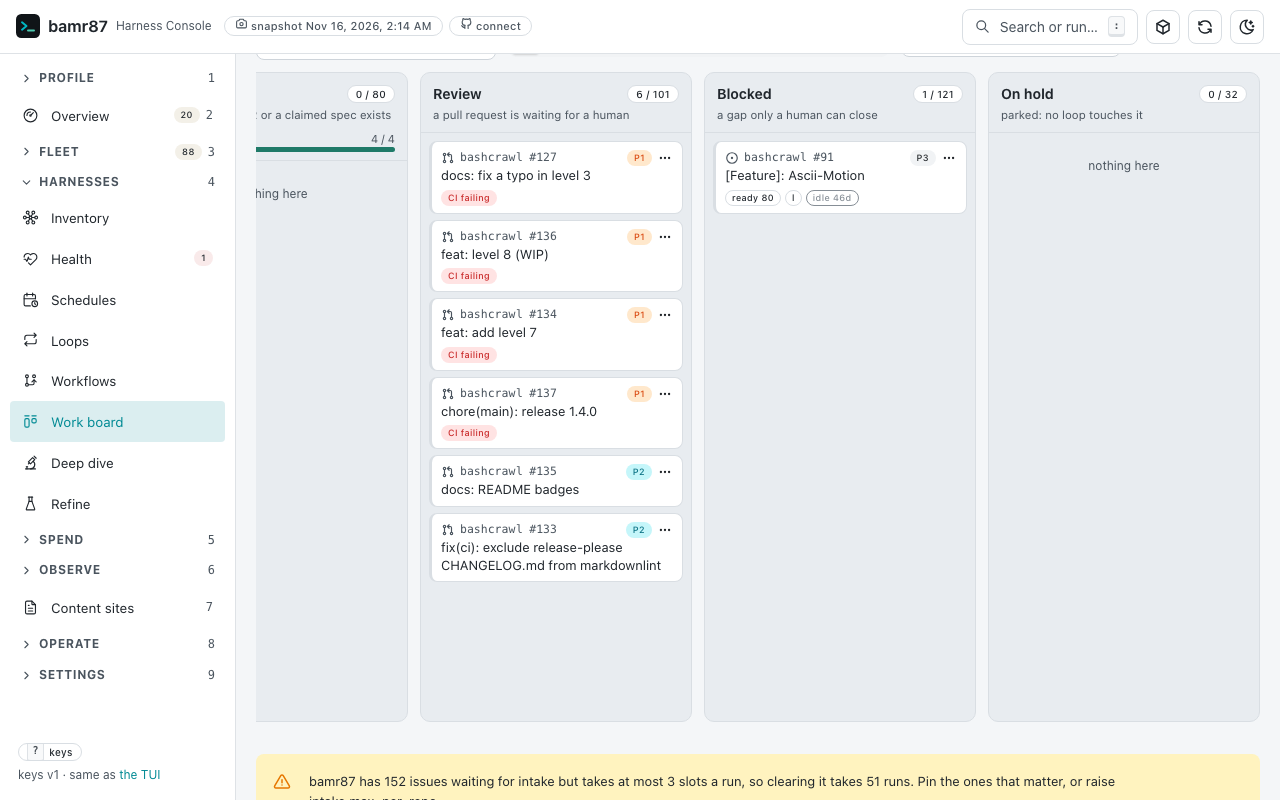 bamr87 Harness Console snapshot Nov 16, 2026, 2:14 AM connect Search or run... :
PROFILE 1
Overview 20 2
FLEET 88 3
HARNESSES 4
Inventory
Health 1
Schedules
Loops
Workflows
Work board
Deep dive
Refine
SPEND 5
OBSERVE 6
Content sites 7
OPERATE 8
SETTINGS 9
? keys
keys v1 · same as the TUI
0 / 80
or a claimed spec exists
4 / 4
hing here
Review 6 / 101
a pull request is waiting for a human
bashcrawl #127 P1
docs: fix a typo in level 3
CI failing
bashcrawl #136 P1
feat: level 8 (WIP)
CI failing
bashcrawl #134 P1
feat: add level 7
CI failing
bashcrawl #137 P1
chore(main): release 1.4.0
CI failing
bashcrawl #135 P2
docs: README badges
bashcrawl #133 P2
fix(ci): exclude release-please
CHANGELOG.md from markdownlint
Blocked 1 / 121
a gap only a human can close
bashcrawl #91 P3
[Feature]: Ascii-Motion
ready 80 I idle 46d
On hold 0 / 32
parked: no loop touches it
nothing here
bamr87 has 152 issues waiting for intake but takes at most 3 slots a run, so clearing it takes 51 runs. Pin the ones that matter, or raise